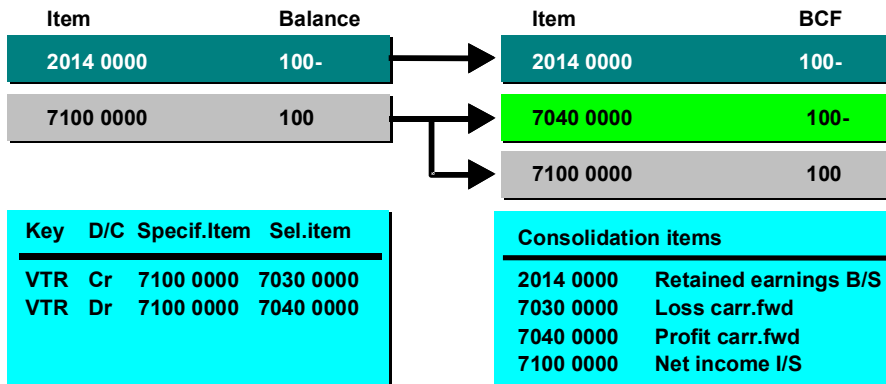 Item Balance
2014 0000 100-
7100 0000 100
Item BCF
2014 0000 100-
7040 0000 100-
7100 0000 100
Key D/C Specif.Item Sel.item
VTR Cr 7100 0000 7030 0000
VTR Dr 7100 0000 7040 0000
Consolidation items
2014 0000 Retained earnings B/S
7030 0000 Loss carr.fwd
7040 0000 Profit carr.fwd
7100 0000 Net income I/S